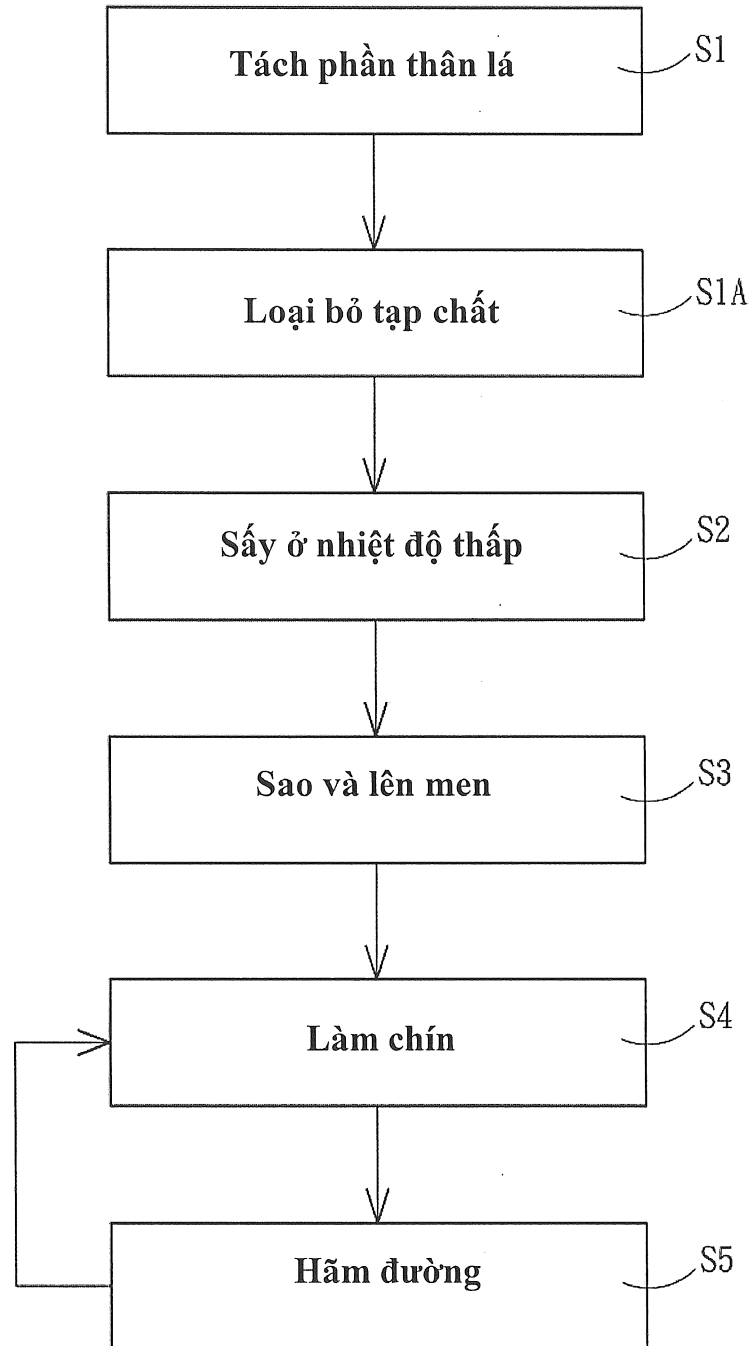 Tách phần thân lá
S1
Loại bỏ tạp chất
S1A
Sấy ở nhiệt độ thấp
S2
Sao và lên men
S3
Làm chín
S4
Hãm đường
S5